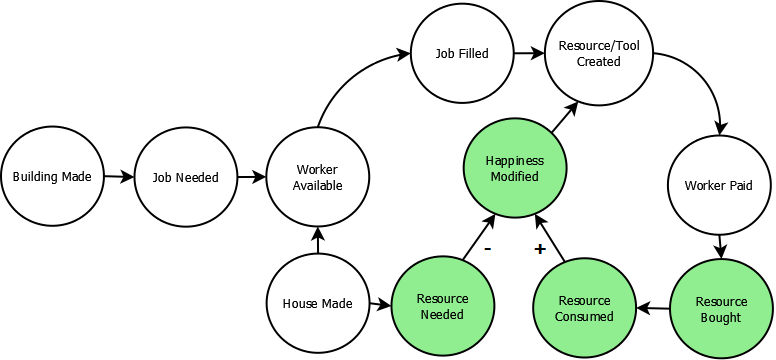 Job Filled
Resource/Tool
Created
Happiness
Modified
Building Made
Job Needed
Worker
Available
Worker Paid
-
+
House Made
Resource
Needed
Resource
Consumed
Resource
Bought